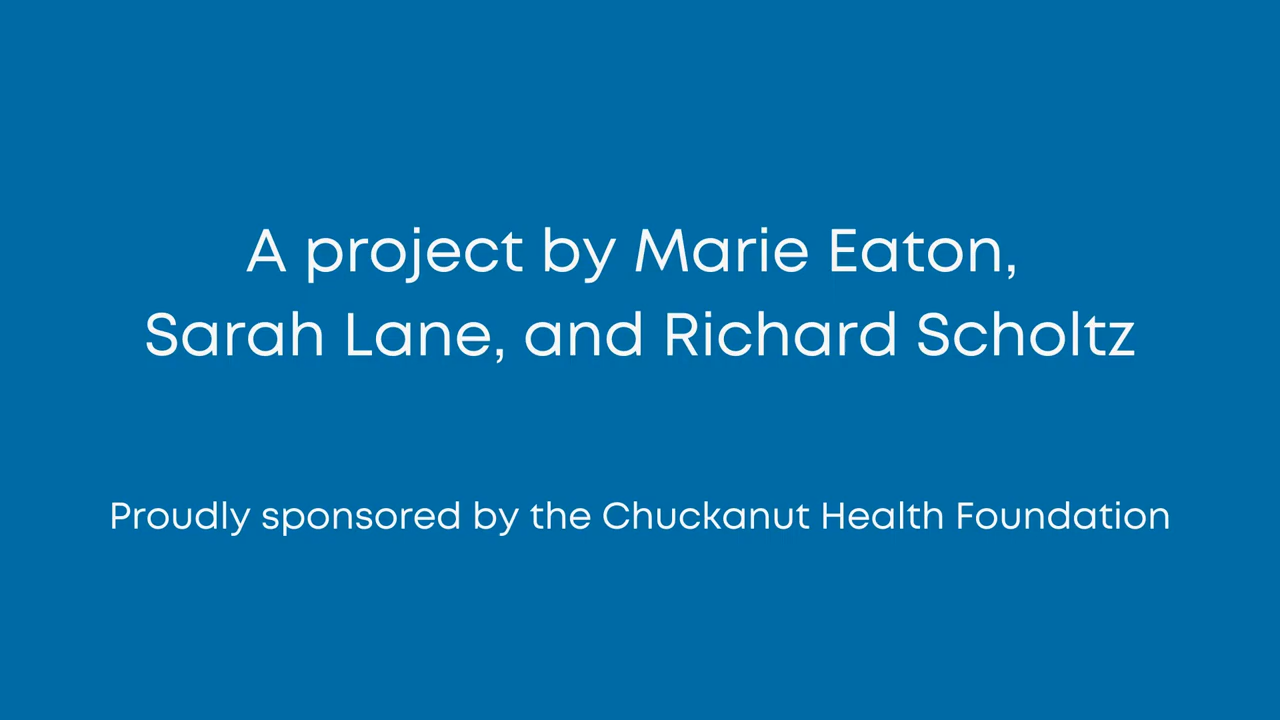 A project by Marie Eaton,
Sarah Lane, and Richard Scholtz
Proudly sponsored by the Chuckanut Health Foundation